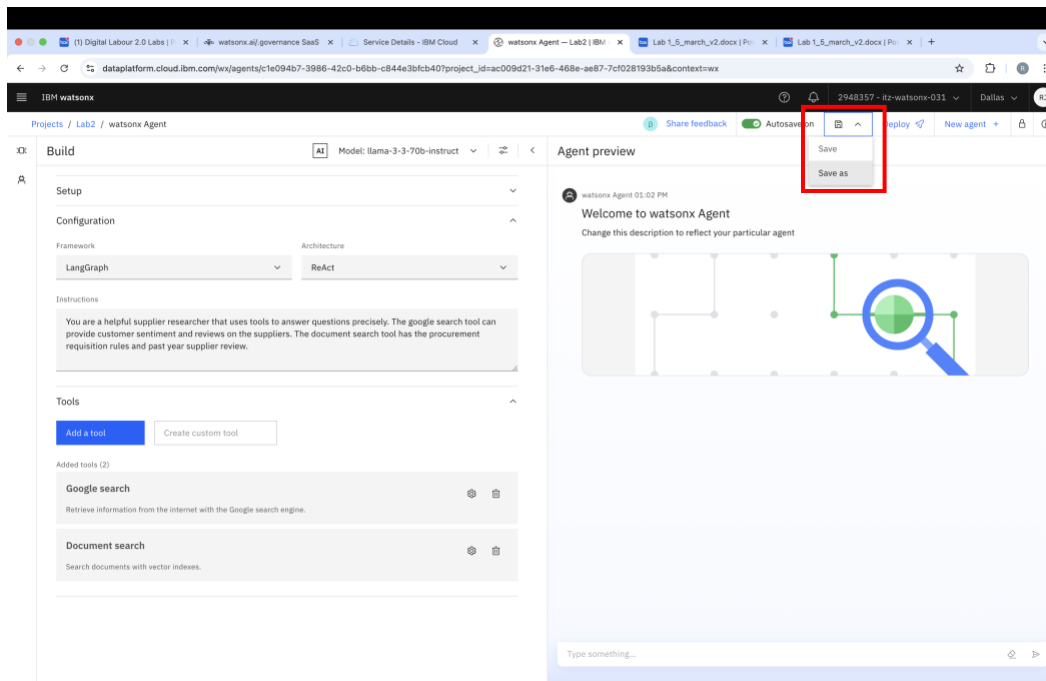 (1) Digital Labour 2.0 Labs | P
watsonx.ai/.governance SaaS
Service Details - IBM Cloud
watsonx Agent — Lab2 | IBM
Lab 1_5_march_v2.docx | Po
Lab 1_5_march_v2.docx | Po
dataplatform.cloud.ibm.com/wx/agents/c1e094b7-3986-42c0-b6bb-c844e3bfcb40?project_id=ac009d21-31e6-468e-ae87-7cf028193b5a&context=wx
IBM watsonx
2948357 - itz-watsonx-031
Dallas
Projects / Lab2 / watsonx Agent
Share feedback
Autosave on
Deploy
New agent +
Save
Save as
Build
AI Model: llama-3-3-70b-instruct
Agent preview
Setup
Configuration
Framework
Architecture
LangGraph
ReAct
Instructions
You are a helpful supplier researcher that uses tools to answer questions precisely. The google search tool can
provide customer sentiment and reviews on the suppliers. The document search tool has the procurement
requisition rules and past year supplier review.
Tools
Add a tool
Create custom tool
Added tools (2)
Google search
Retrieve information from the internet with the Google search engine.
Document search
Search documents with vector indexes.
watsonx Agent 01:02 PM
Welcome to watsonx Agent
Change this description to reflect your particular agent
Type something...